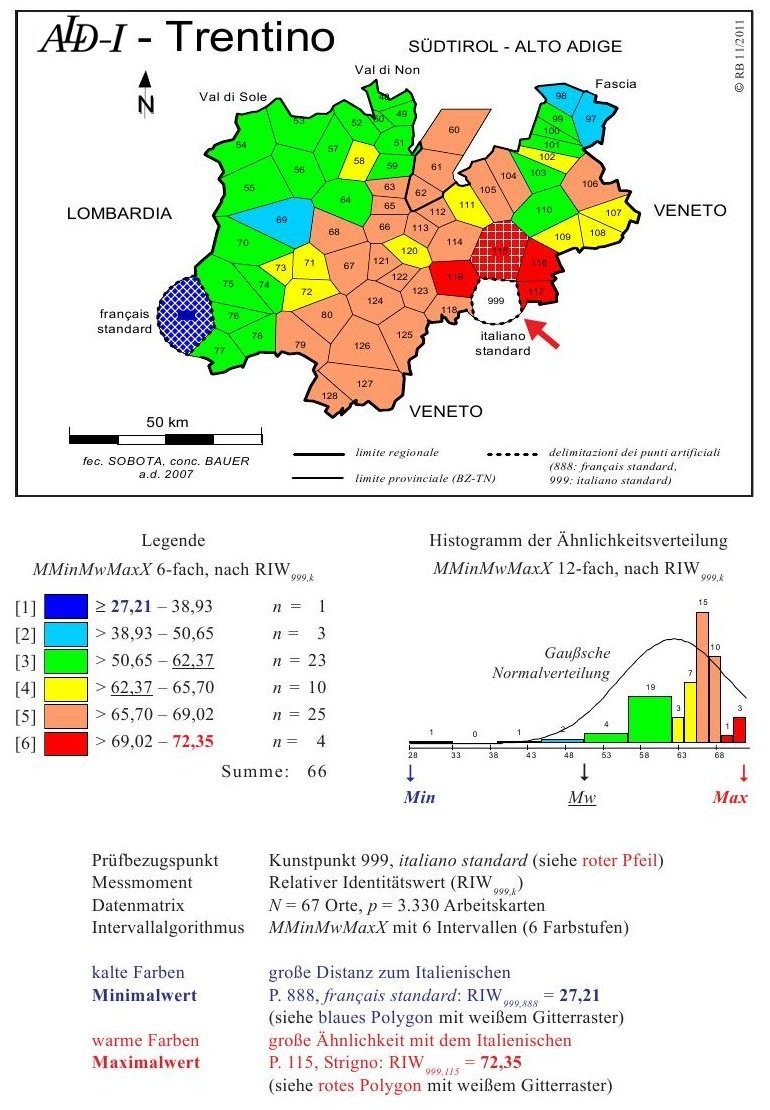 ALD-I - Trentino
© RB 11/2011
SÜDTIROL - ALTO ADIGE
Val di Non
Val di Sole
Fascia
N
LOMBARDIA
VENETO
français
standard
italiano
standard
VENETO
53
54
55
56
57
52
49
51
58
59
60
61
62
63
64
65
66
67
68
69
70
71
72
73
74
75
76
77
78
79
80
96
97
99
100
101
102
103
104
105
106
107
108
109
110
111
112
113
114
115
116
117
118
119
120
121
122
123
124
125
126
127
128
999
50 km
fec. SOBOTA, conc. BAUER
a.d. 2007
limite regionale
limite provinciale (BZ-TN)
delimitazioni dei punti artificiali
(888: français standard,
999: italiano standard)
Legende
MMinMwMaxX 6-fach, nach RIW999,k
[1] ≥ 27,21 – 38,93 n = 1
[2] > 38,93 – 50,65 n = 3
[3] > 50,65 – 62,37 n = 23
[4] > 62,37 – 65,70 n = 10
[5] > 65,70 – 69,02 n = 25
[6] > 69,02 – 72,35 n = 4
Summe: 66
Histogramm der Ähnlichkeitsverteilung
MMinMwMaxX 12-fach, nach RIW999,k
Gaußsche
Normalverteilung
1 0 1 2 4 19 3 7 15 10 1 3
28 33 38 43 48 53 58 63 68
Min Mw Max
Prüfbezugspunkt Kunstpunkt 999, italiano standard (siehe roter Pfeil)
Messmoment Relativer Identitätswert (RIW999,k)
Datenmatrix N = 67 Orte, p = 3.330 Arbeitskarten
Intervallalgorithmus MMinMwMaxX mit 6 Intervallen (6 Farbstufen)
kalte Farben große Distanz zum Italienischen
Minimalwert P. 888, français standard: RIW999,888 = 27,21
(siehe blaues Polygon mit weißem Gitterraster)
warme Farben große Ähnlichkeit mit dem Italienischen
Maximalwert P. 115, Strigno: RIW999,115 = 72,35
(siehe rotes Polygon mit weißem Gitterraster)